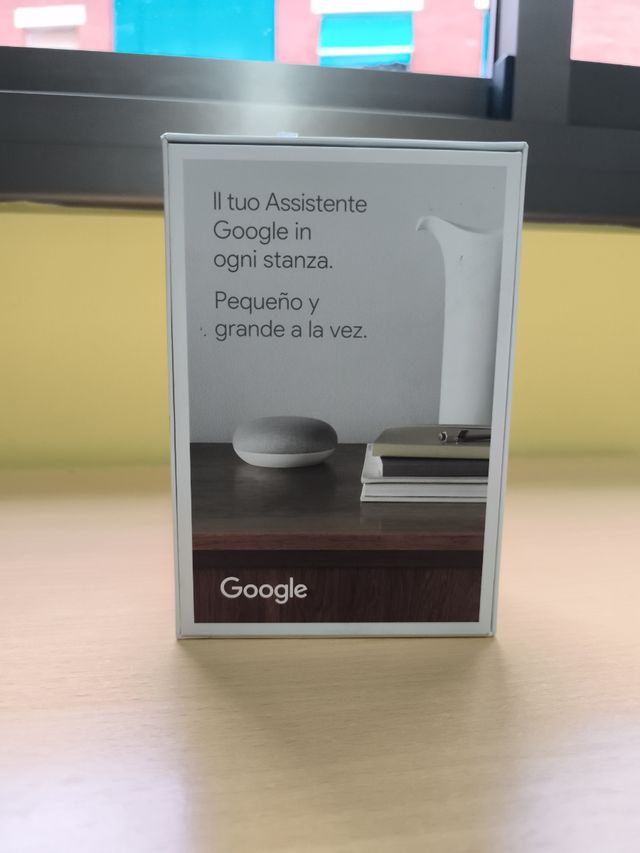 Il tuo Assistente
Google in
ogni stanza.
Pequeño y
grande a la vez.
Google